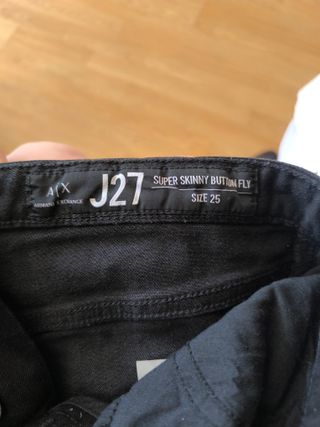 A|X
ARMANI EXCHANGE
J27
SUPER SKINNY BUTTON FLY
SIZE 25